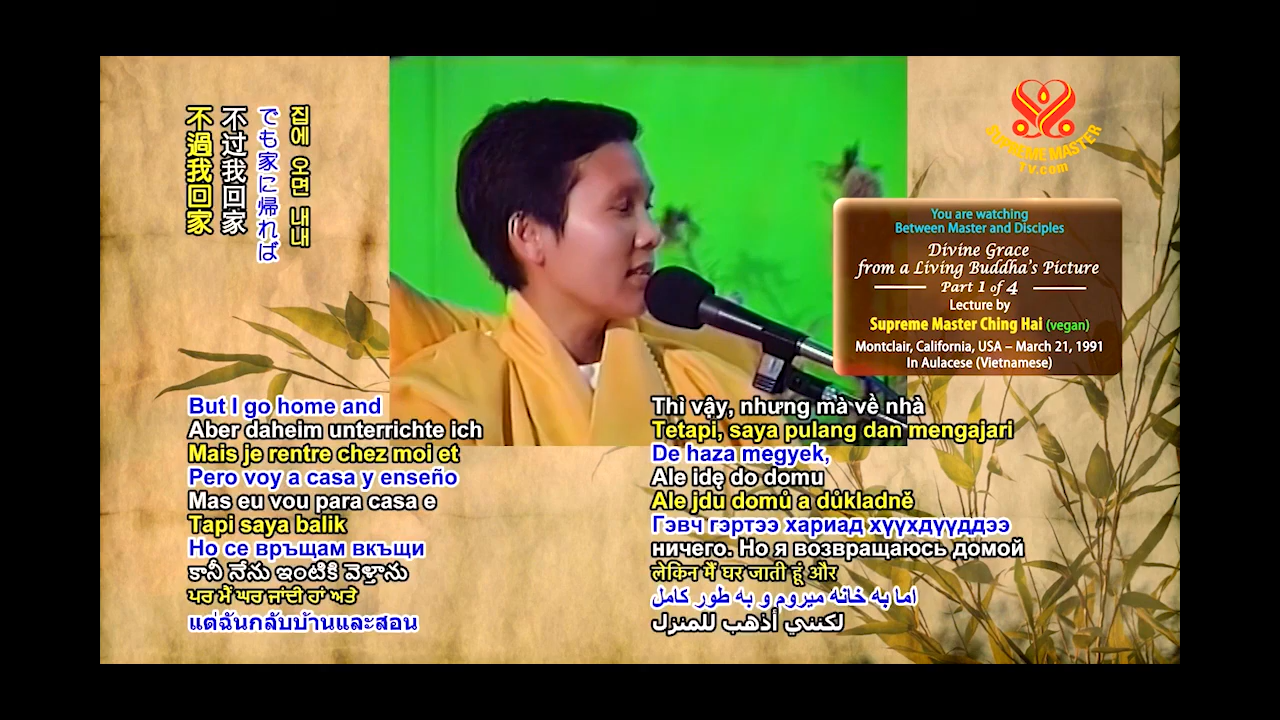 집에 오면 내내
でも家に帰れば
不过我回家
不過我回家
SUPREME MASTER
TV.com
You are watching
Between Master and Disciples
Divine Grace
from a Living Buddha's Picture
Part 1 of 4
Lecture by
Supreme Master Ching Hai (vegan)
Montclair, California, USA – March 21, 1991
In Aulacese (Vietnamese)
But I go home and
Aber daheim unterrichte ich
Mais je rentre chez moi et
Pero voy a casa y enseño
Mas eu vou para casa e
Tapi saya balik
Но се връщам вкъщи
కానీ నేను ఇంటికి వెళ్తాను
ਪਰ ਮੈਂ ਘਰ ਜਾਂਦੀ ਹਾਂ ਅਤੇ
แต่ฉันกลับบ้านและสอน
Thì vậy, nhưng mà về nhà
Tetapi, saya pulang dan mengajari
De haza megyek,
Ale idę do domu
Ale jdu domů a důkladně
Гэвч гэртээ хариад хүүхдүүддээ
ничего. Но я возвращаюсь домой
लेकिन मैं घर जाती हूं और
اما به خانه میروم و به طور کامل
لكنني أذهب للمنزل